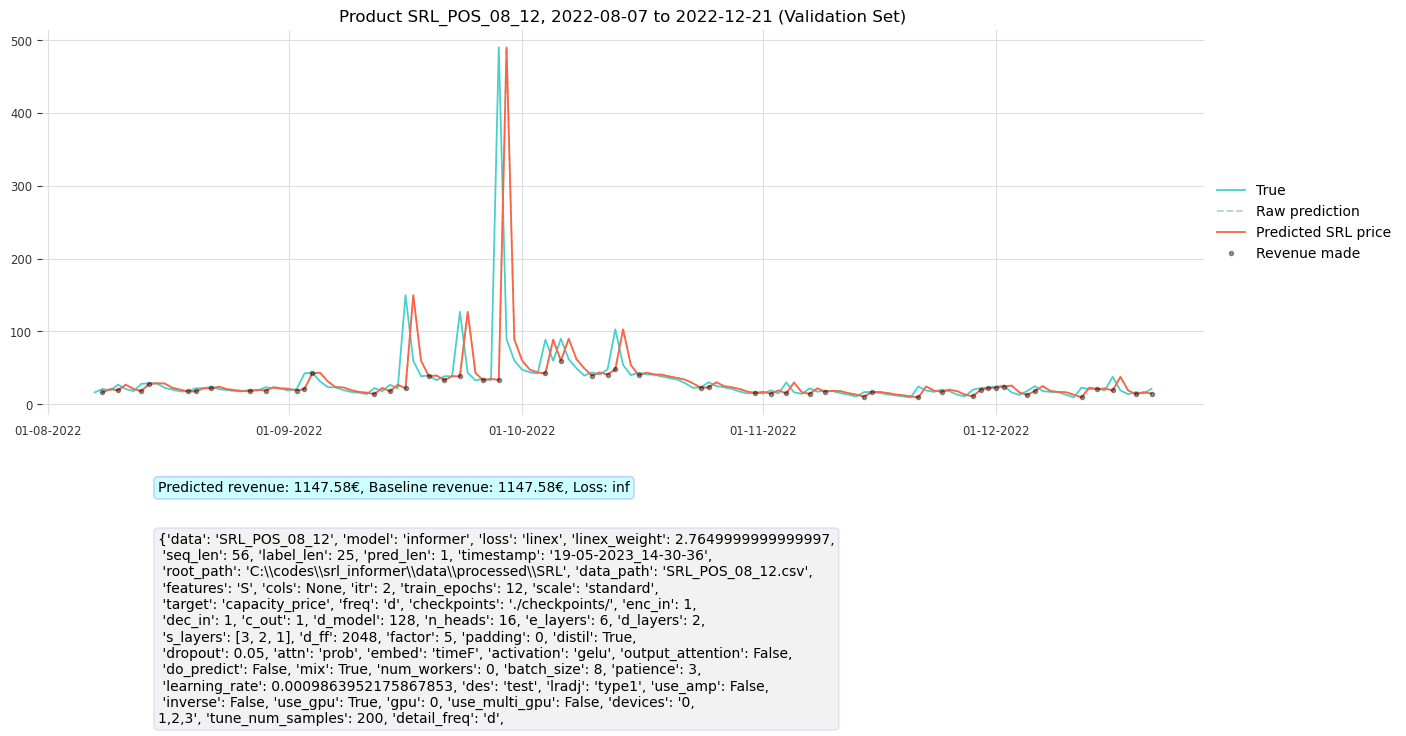 Product SRL_POS_08_12, 2022-08-07 to 2022-12-21 (Validation Set)
500
400
300
200
100
0
01-08-2022
01-09-2022
01-10-2022
01-11-2022
01-12-2022
True
Raw prediction
Predicted SRL price
Revenue made
Predicted revenue: 1147.58€, Baseline revenue: 1147.58€, Loss: inf
{'data': 'SRL_POS_08_12', 'model': 'informer', 'loss': 'linex', 'linex_weight': 2.7649999999999997,
'seq_len': 56, 'label_len': 25, 'pred_len': 1, 'timestamp': '19-05-2023_14-30-36',
'root_path': 'C:\\codes\\srl_informer\\data\\processed\\SRL', 'data_path': 'SRL_POS_08_12.csv',
'features': 'S', 'cols': None, 'itr': 2, 'train_epochs': 12, 'scale': 'standard',
'target': 'capacity_price', 'freq': 'd', 'checkpoints': './checkpoints/', 'enc_in': 1,
'dec_in': 1, 'c_out': 1, 'd_model': 128, 'n_heads': 16, 'e_layers': 6, 'd_layers': 2,
's_layers': [3, 2, 1], 'd_ff': 2048, 'factor': 5, 'padding': 0, 'distil': True,
'dropout': 0.05, 'attn': 'prob', 'embed': 'timeF', 'activation': 'gelu', 'output_attention': False,
'do_predict': False, 'mix': True, 'num_workers': 0, 'batch_size': 8, 'patience': 3,
'learning_rate': 0.0009863952175867853, 'des': 'test', 'lradj': 'type1', 'use_amp': False,
'inverse': False, 'use_gpu': True, 'gpu': 0, 'use_multi_gpu': False, 'devices': '0,
1,2,3', 'tune_num_samples': 200, 'detail_freq': 'd',